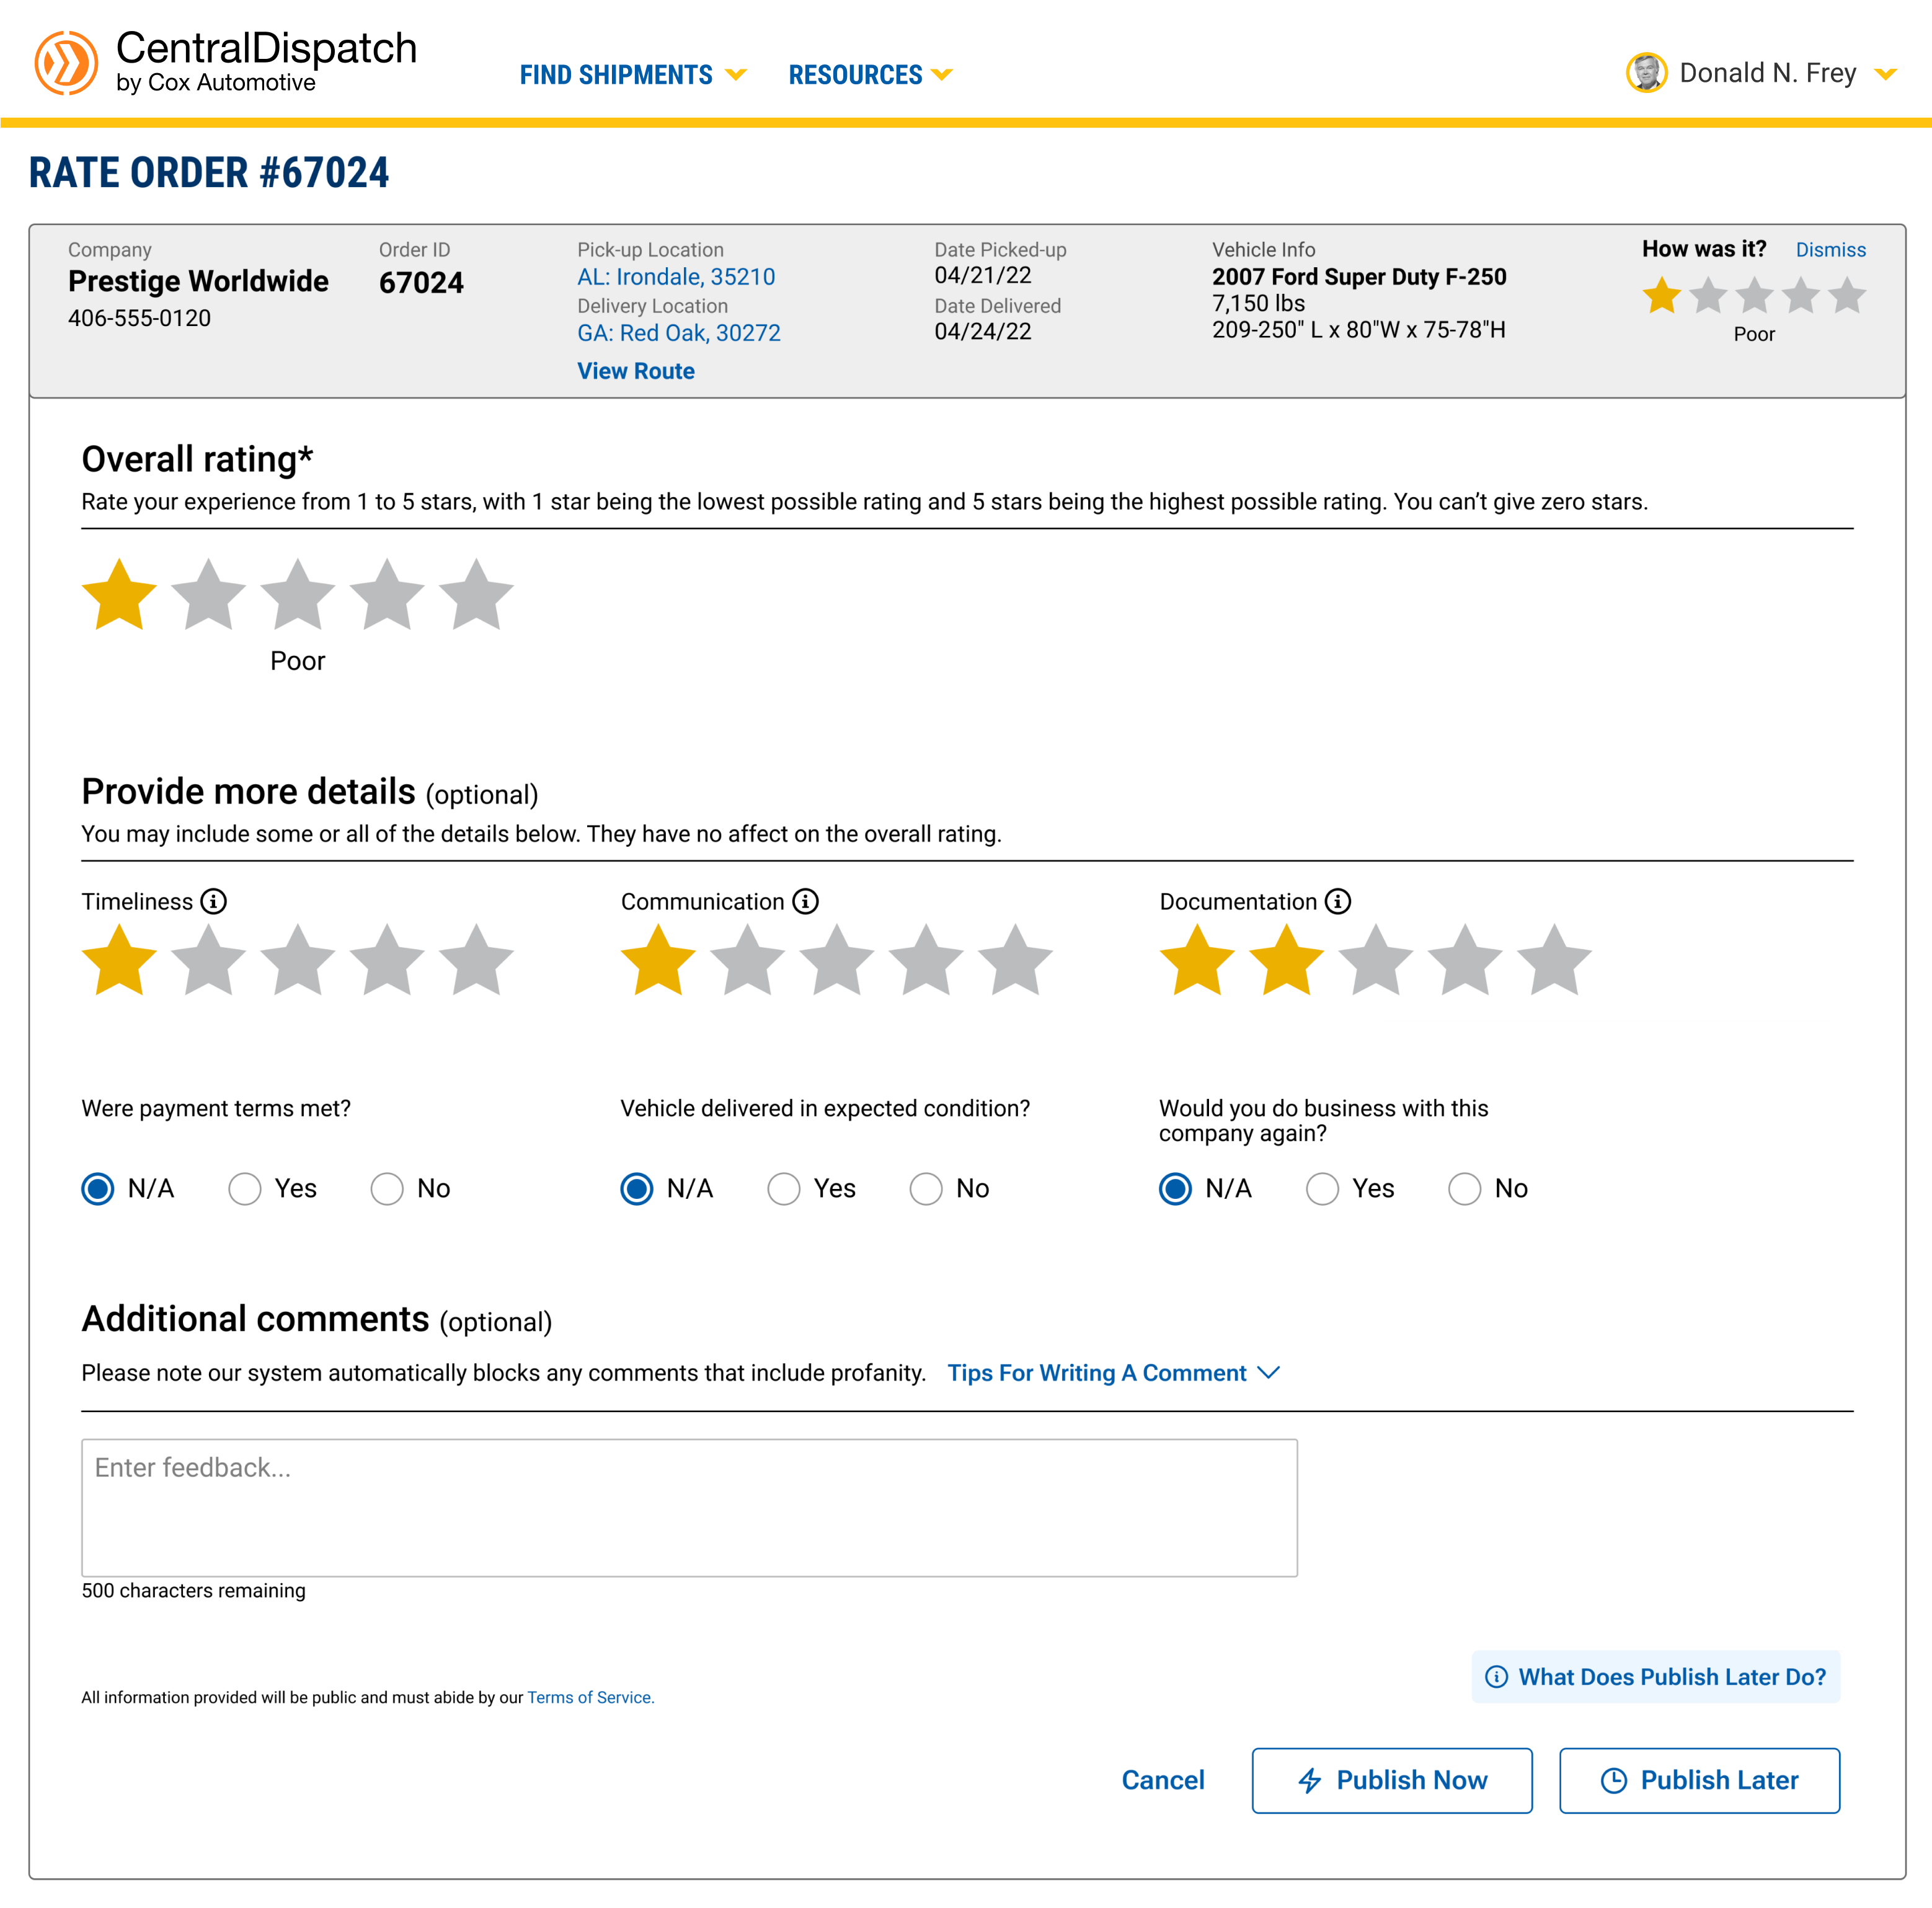 CentralDispatch
by Cox Automotive
FIND SHIPMENTS
RESOURCES
Donald N. Frey
RATE ORDER #67024
Company
Prestige Worldwide
406-555-0120
Order ID
67024
Pick-up Location
AL: Irondale, 35210
Delivery Location
GA: Red Oak, 30272
View Route
Date Picked-up
04/21/22
Date Delivered
04/24/22
Vehicle Info
2007 Ford Super Duty F-250
7,150 lbs
209-250" L x 80"W x 75-78"H
How was it? Dismiss
Poor
Overall rating*
Rate your experience from 1 to 5 stars, with 1 star being the lowest possible rating and 5 stars being the highest possible rating. You can’t give zero stars.
Poor
Provide more details (optional)
You may include some or all of the details below. They have no affect on the overall rating.
Timeliness
Communication
Documentation
Were payment terms met?
N/A Yes No
Vehicle delivered in expected condition?
N/A Yes No
Would you do business with this
company again?
N/A Yes No
Additional comments (optional)
Please note our system automatically blocks any comments that include profanity. Tips For Writing A Comment
Enter feedback...
500 characters remaining
What Does Publish Later Do?
All information provided will be public and must abide by our Terms of Service.
Cancel
Publish Now
Publish Later